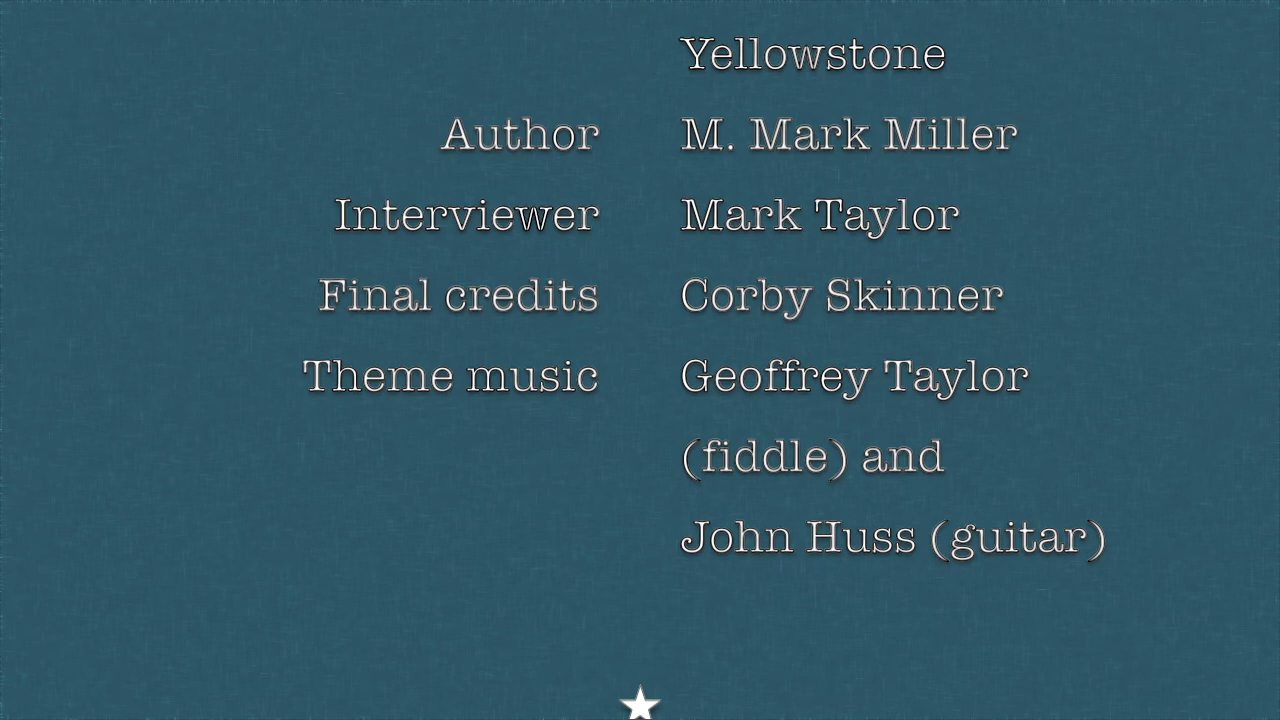 Yellowstone
Author M. Mark Miller
Interviewer Mark Taylor
Final credits Corby Skinner
Theme music Geoffrey Taylor
(fiddle) and
John Huss (guitar)